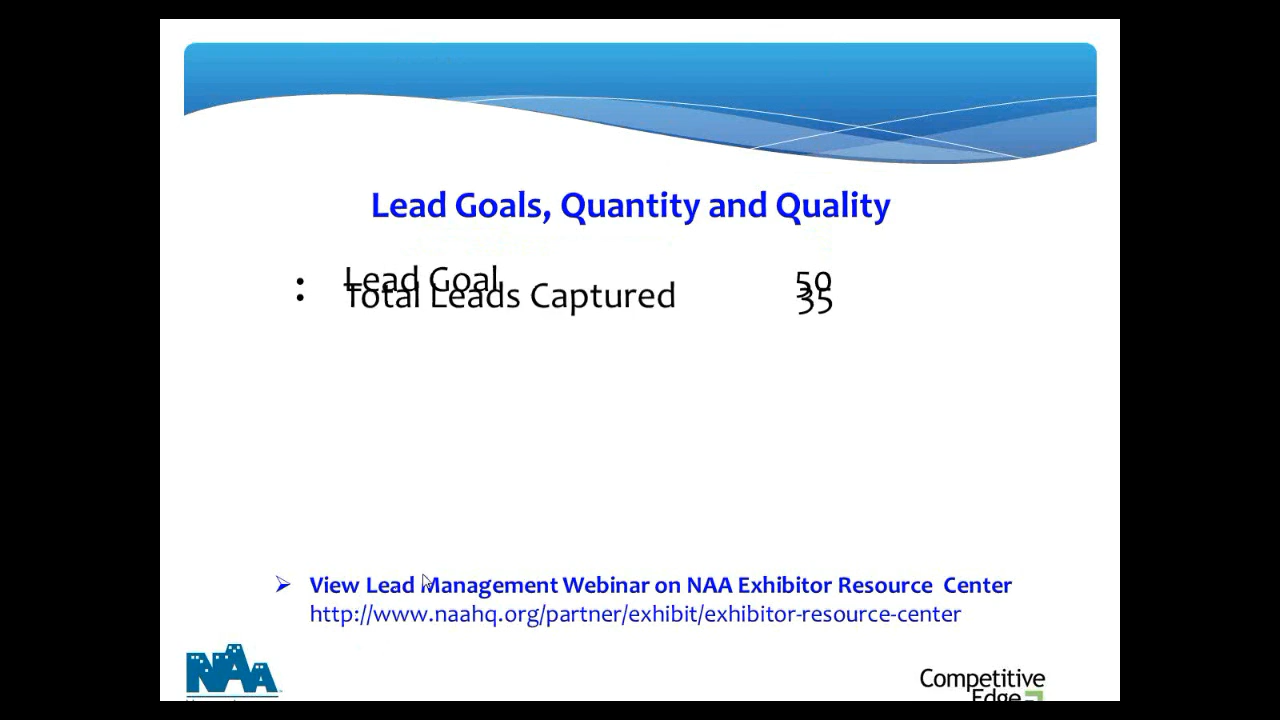 Lead Goals, Quantity and Quality
• Lead Goal 50
• Total Leads Captured 35
➢ View Lead Management Webinar on NAA Exhibitor Resource Center
http://www.naahq.org/partner/exhibit/exhibitor-resource-center
NAA
Competitive
Edge